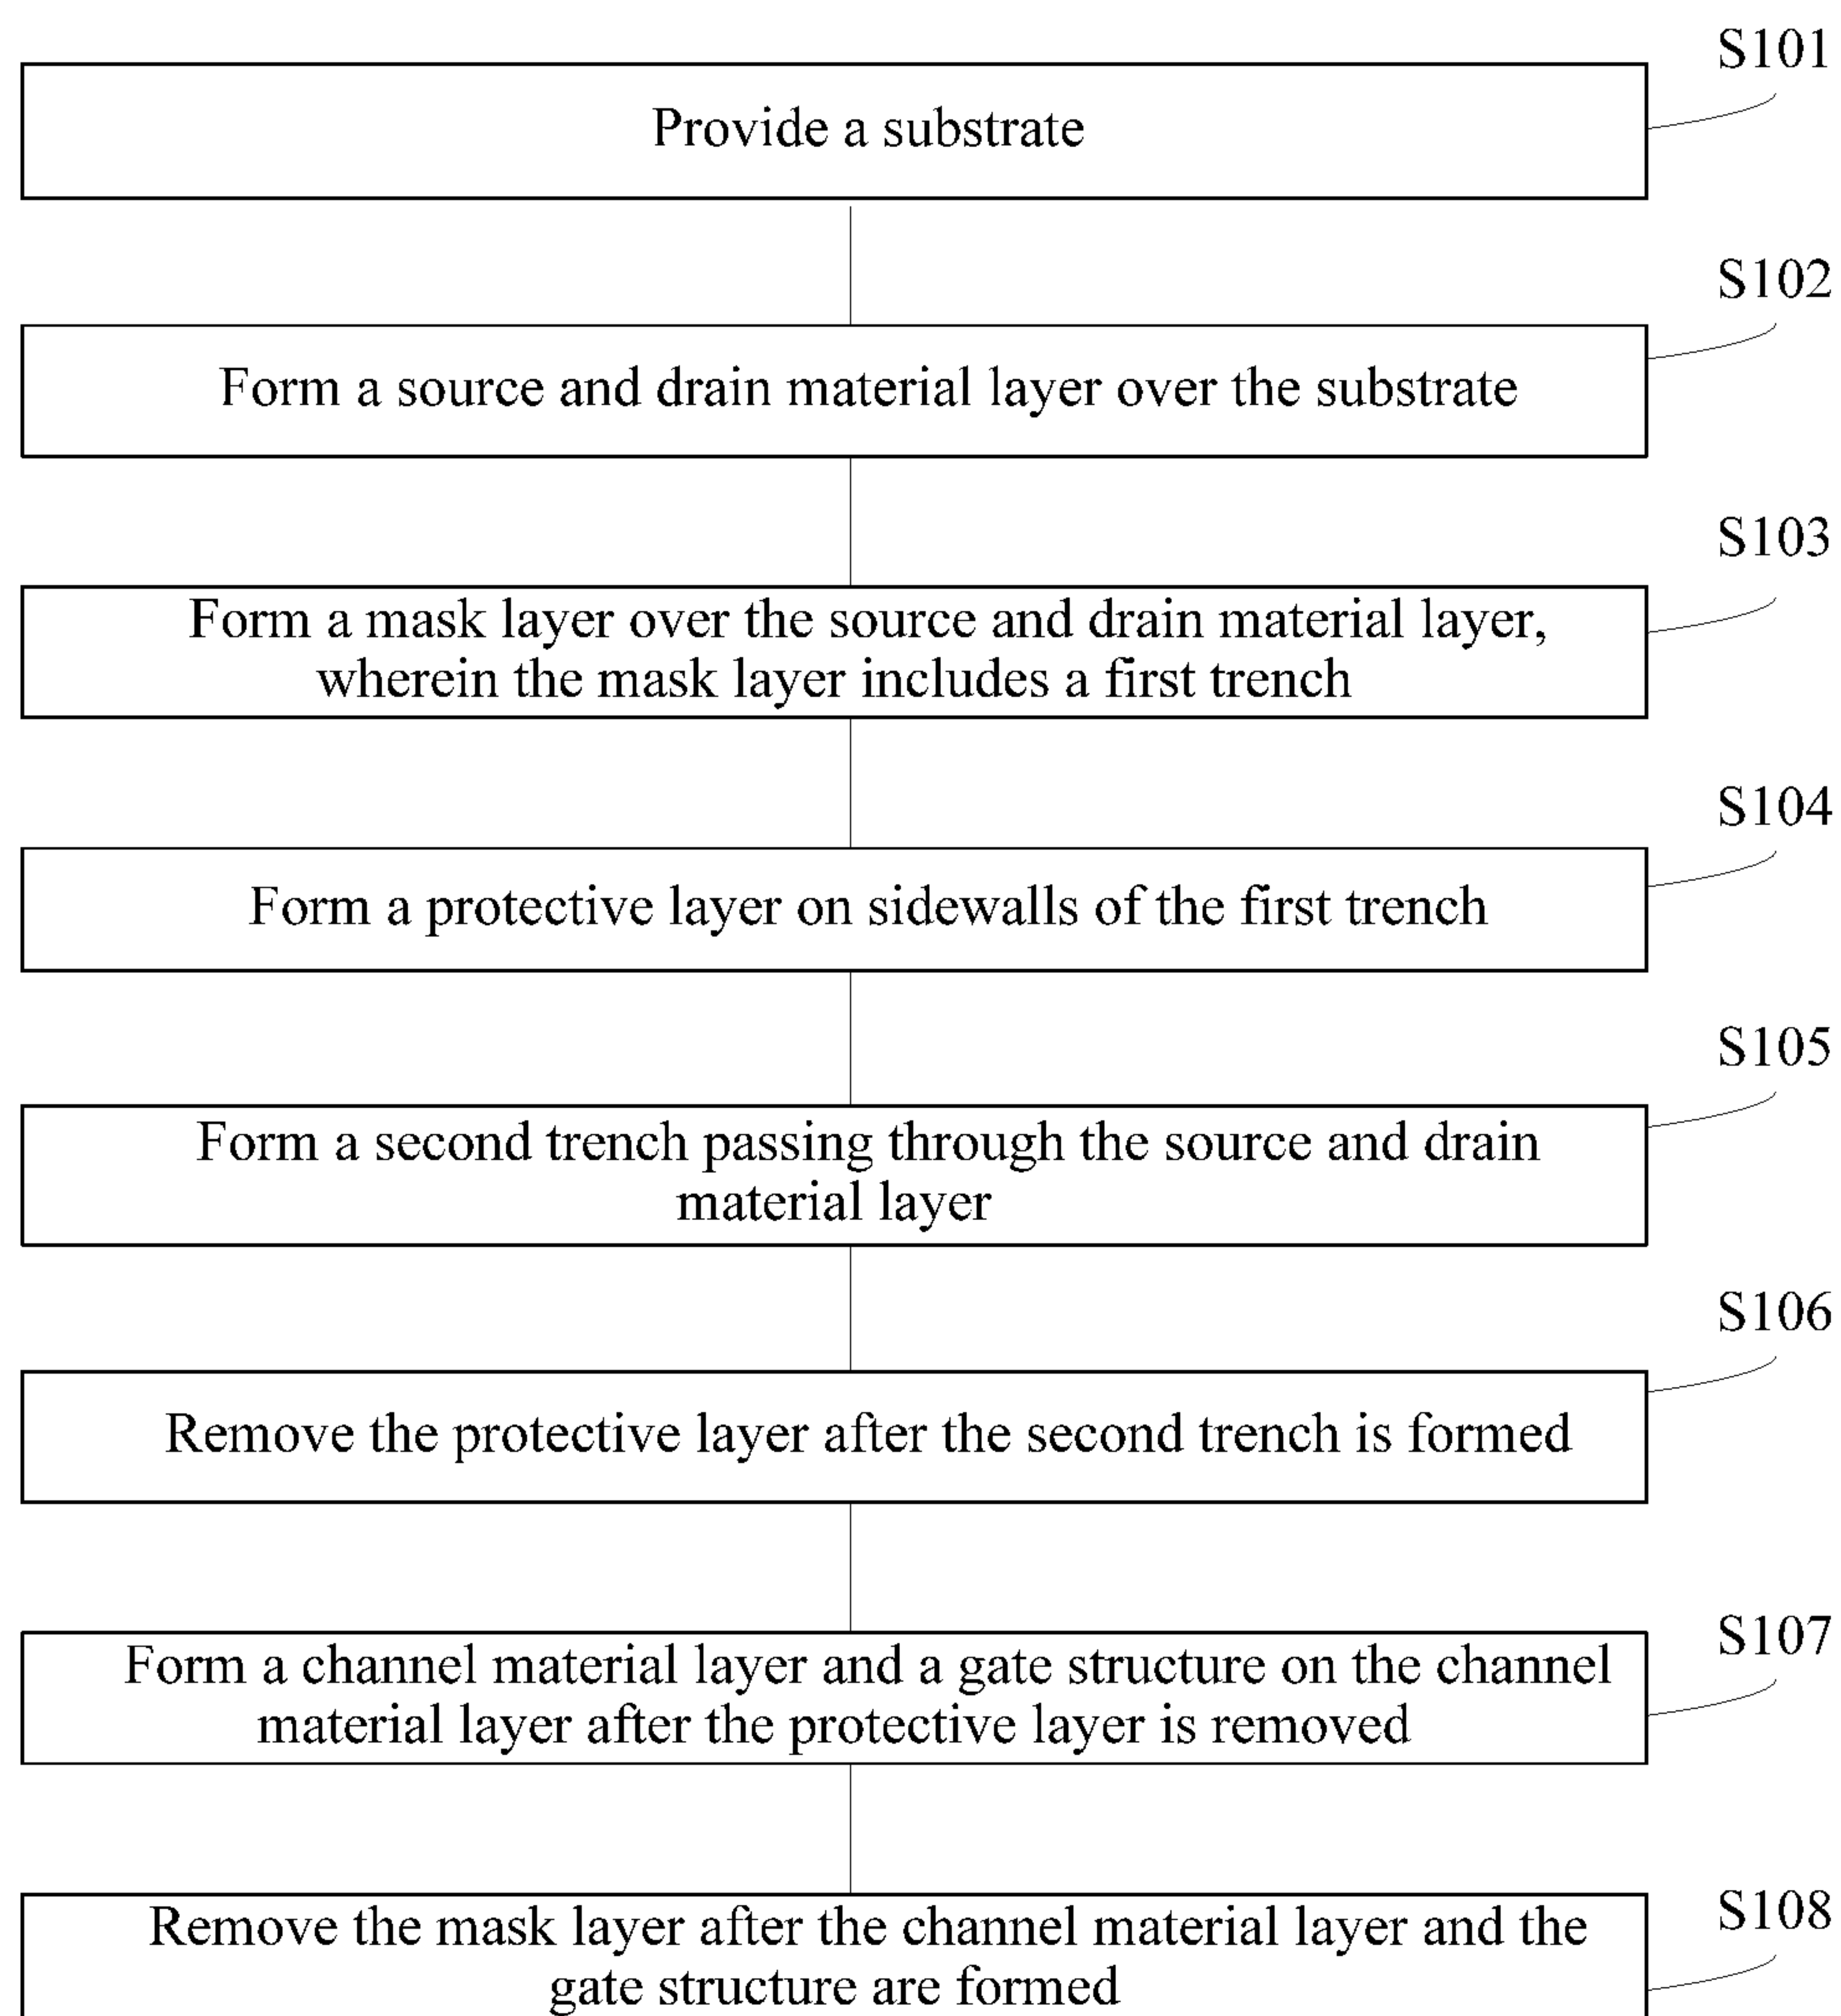 S101
Provide a substrate
S102
Form a source and drain material layer over the substrate
S103
Form a mask layer over the source and drain material layer,
wherein the mask layer includes a first trench
S104
Form a protective layer on sidewalls of the first trench
S105
Form a second trench passing through the source and drain
material layer
S106
Remove the protective layer after the second trench is formed
S107
Form a channel material layer and a gate structure on the channel
material layer after the protective layer is removed
S108
Remove the mask layer after the channel material layer and the
gate structure are formed